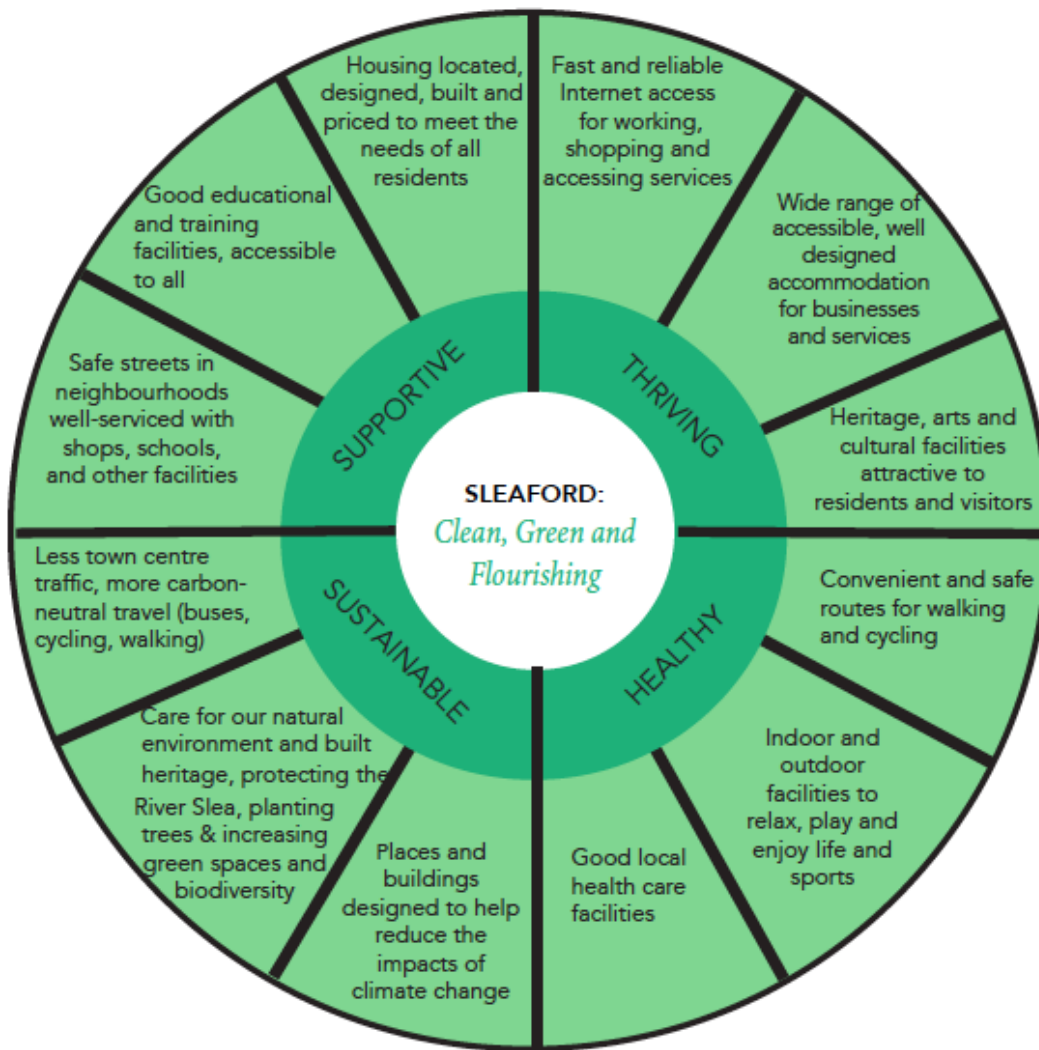 SLEAFORD:
Clean, Green and
Flourishing
THRIVING
Fast and reliable
Internet access
for working,
shopping and
accessing services
Wide range of
accessible, well
designed
accommodation
for businesses
and services
Heritage, arts and
cultural facilities
attractive to
residents and visitors
HEALTHY
Convenient and safe
routes for walking
and cycling
Indoor and
outdoor
facilities to
relax, play and
enjoy life and
sports
Good local
health care
facilities
SUSTAINABLE
Places and
buildings
designed to help
reduce the
impacts of
climate change
Care for our natural
environment and built
heritage, protecting the
River Slea, planting
trees & increasing
green spaces and
biodiversity
Less town centre
traffic, more carbon-
neutral travel (buses,
cycling, walking)
SUPPORTIVE
Safe streets in
neighbourhoods
well-serviced with
shops, schools,
and other facilities
Good educational
and training
facilities, accessible
to all
Housing located,
designed, built and
priced to meet the
needs of all
residents